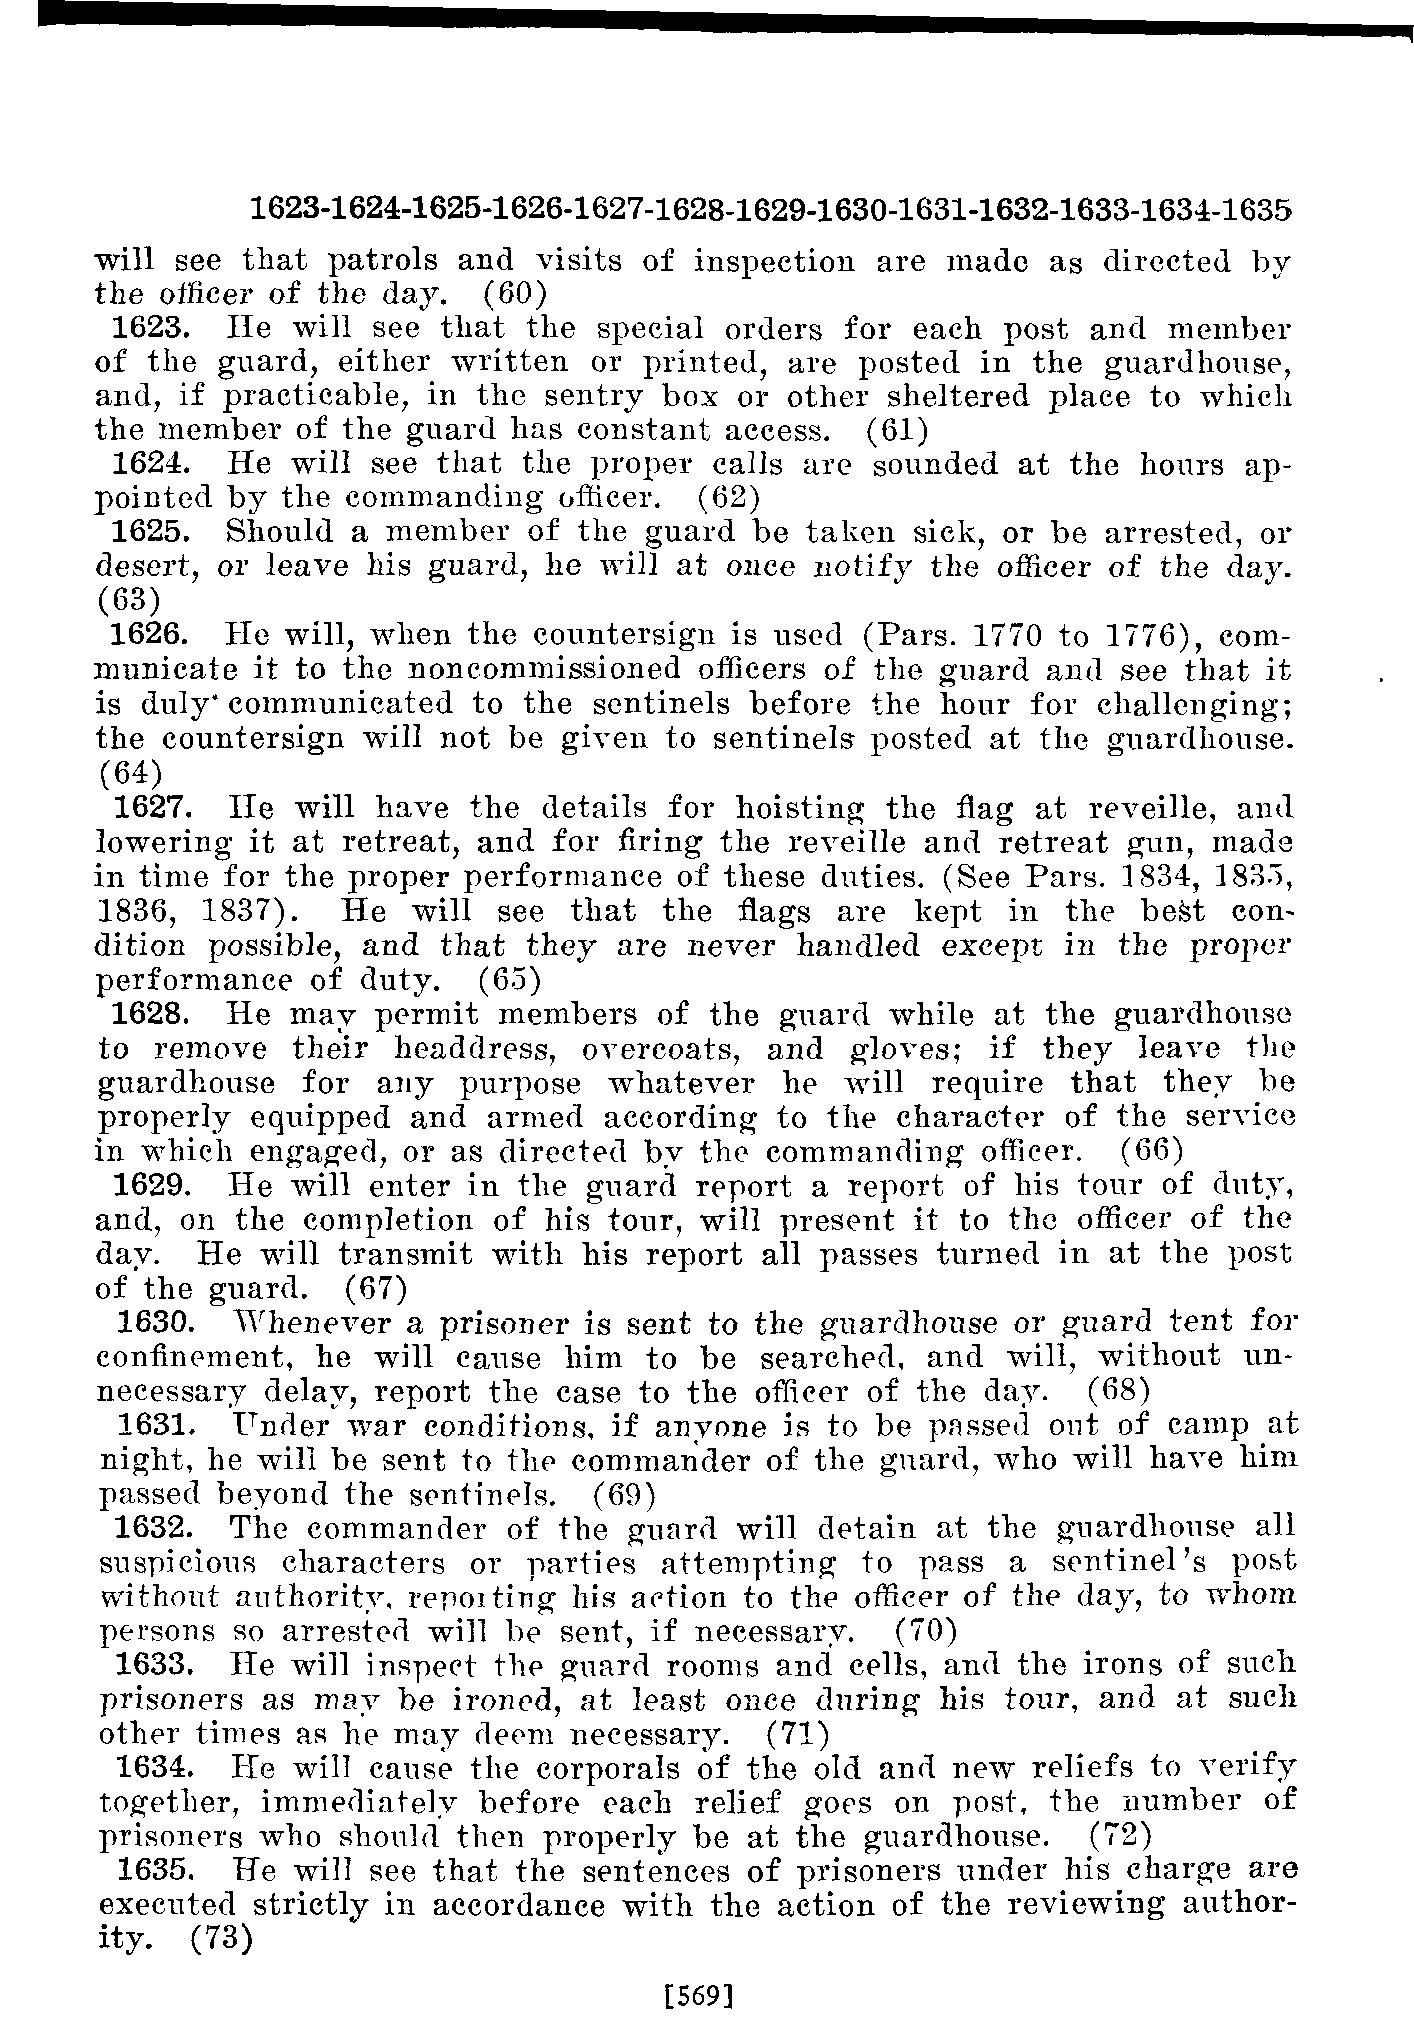 1623-1624-1625-1626-1627-1628-1629-1630-1631-1632-1633-1634-1635
will see that patrols and visits of inspection are made as directed by
the officer of the day. (60)
1623. He will see that the special orders for each post and member
of the guard, either written or printed, are posted in the guardhouse,
and, if practicable, in the sentry box or other sheltered place to which
the member of the guard has constant access. (61)
1624. He will see that the proper calls are sounded at the hours ap-
pointed by the commanding officer. (62)
1625. Should a member of the guard be taken sick, or be arrested, or
desert, or leave his guard, he will at once notify the officer of the day.
(63)
1626. He will, when the countersign is used (Pars. 1770 to 1776), com-
municate it to the noncommissioned officers of the guard and see that it
is duly communicated to the sentinels before the hour for challenging;
the countersign will not be given to sentinels posted at the guardhouse.
(64)
1627. He will have the details for hoisting the flag at reveille, and
lowering it at retreat, and for firing the reveille and retreat gun, made
in time for the proper performance of these duties. (See Pars. 1834, 1835,
1836, 1837). He will see that the flags are kept in the best con-
dition possible, and that they are never handled except in the proper
performance of duty. (65)
1628. He may permit members of the guard while at the guardhouse
to remove their headdress, overcoats, and gloves; if they leave the
guardhouse for any purpose whatever he will require that they be
properly equipped and armed according to the character of the service
in which engaged, or as directed by the commanding officer. (66)
1629. He will enter in the guard report a report of his tour of duty,
and, on the completion of his tour, will present it to the officer of the
day. He will transmit with his report all passes turned in at the post
of the guard. (67)
1630. Whenever a prisoner is sent to the guardhouse or guard tent for
confinement, he will cause him to be searched, and will, without un-
necessary delay, report the case to the officer of the day. (68)
1631. Under war conditions, if anyone is to be passed out of camp at
night, he will be sent to the commander of the guard, who will have him
passed beyond the sentinels. (69)
1632. The commander of the guard will detain at the guardhouse all
suspicious characters or parties attempting to pass a sentinel's post
without authority, reporting his action to the officer of the day, to whom
persons so arrested will be sent, if necessary. (70)
1633. He will inspect the guard rooms and cells, and the irons of such
prisoners as may be ironed, at least once during his tour, and at such
other times as he may deem necessary. (71)
1634. He will cause the corporals of the old and new reliefs to verify
together, immediately before each relief goes on post, the number of
prisoners who should then properly be at the guardhouse. (72)
1635. He will see that the sentences of prisoners under his charge are
executed strictly in accordance with the action of the reviewing author-
ity. (73)
[569]